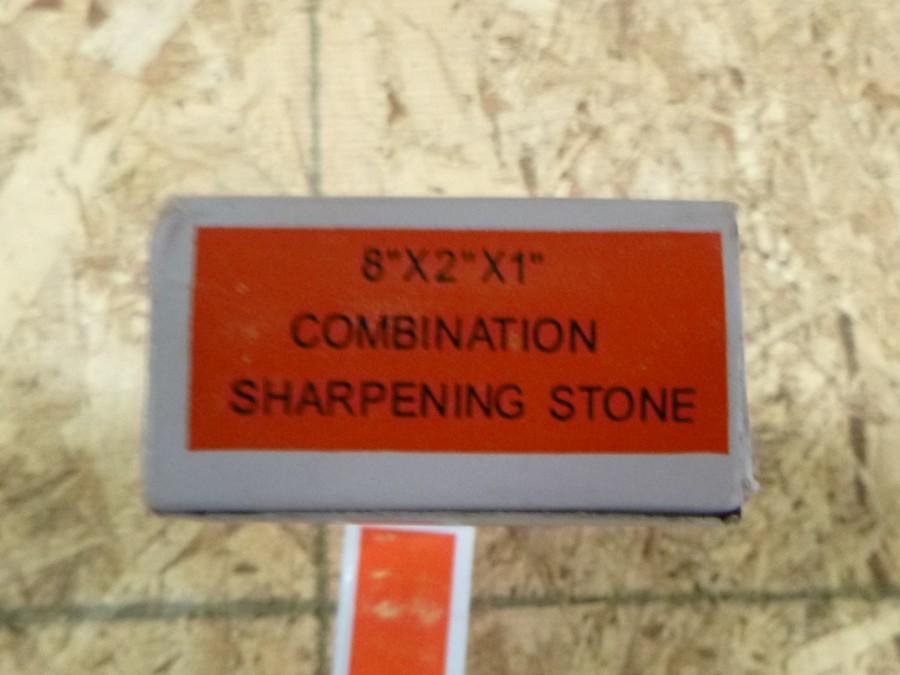 8"X2"X1"
COMBINATION
SHARPENING STONE